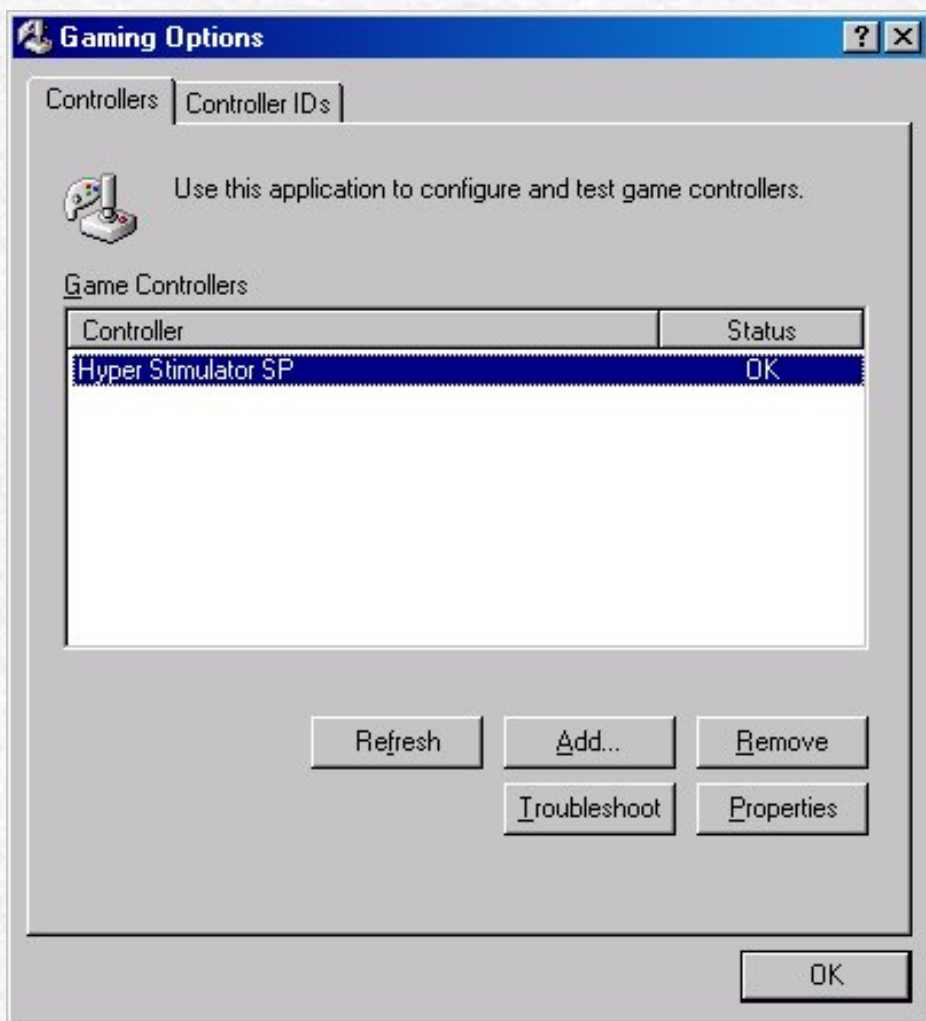 Gaming Options
Controllers Controller IDs
Use this application to configure and test game controllers.
Game Controllers
Controller Status
Hyper Stimulator SP OK
Refresh Add... Remove
Troubleshoot Properties
OK